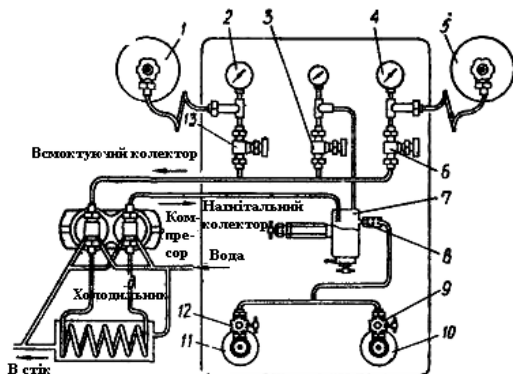 1
2
3
4
5
13
Всмоктуючий колектор
6
Нагнітальний
колектор
7
Ком-
пре-
сор
Вода
8
Холодильник
12
9
11
10
В стік